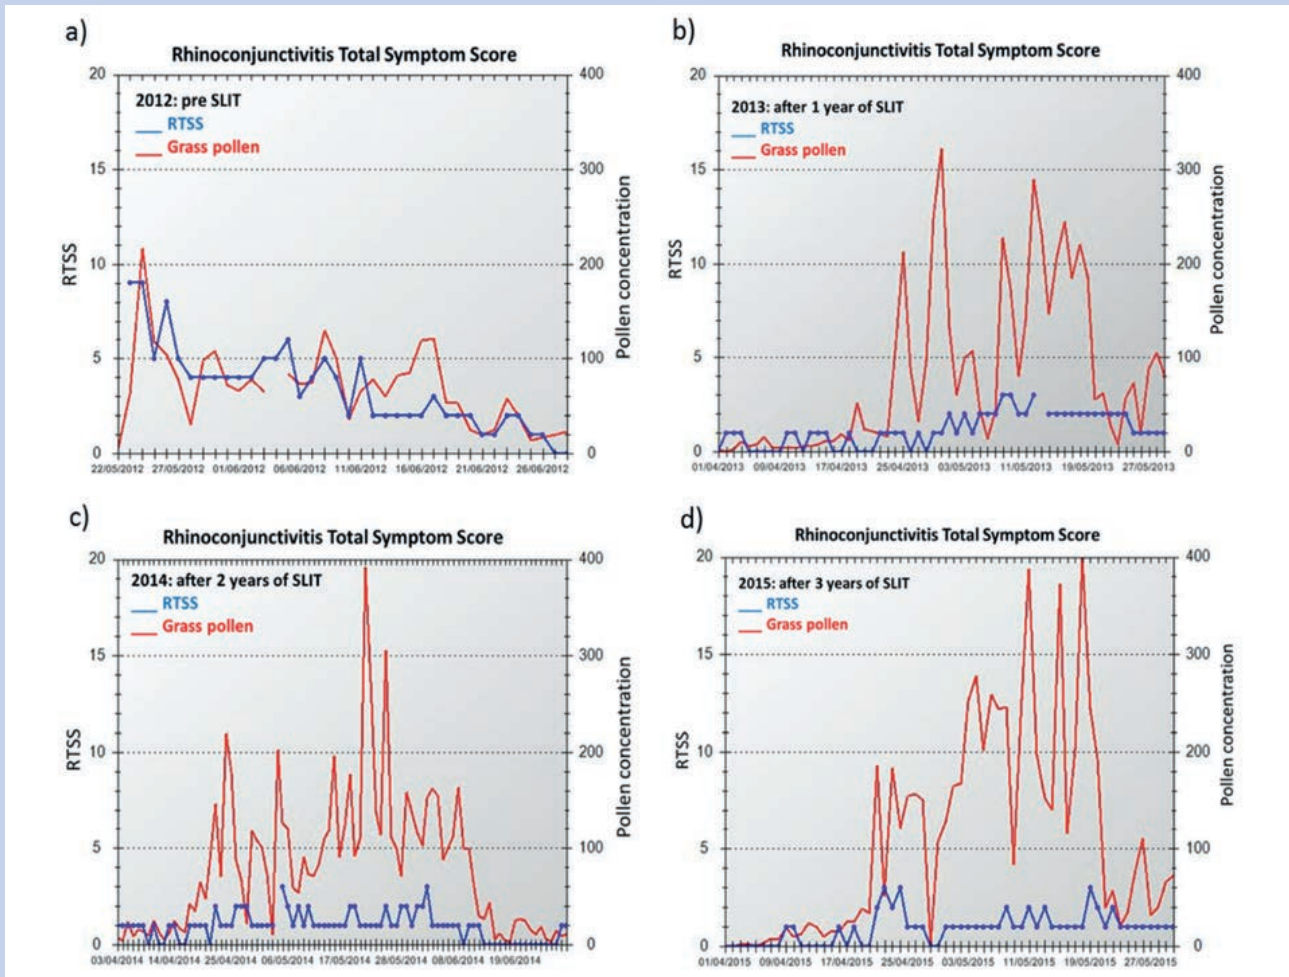 a)
Rhinoconjunctivitis Total Symptom Score
2012: pre SLIT
RTSS
Grass pollen
20
15
10
5
0
RTSS
400
300
200
100
0
Pollen concentration
22/05/2012 27/05/2012 01/06/2012 06/06/2012 11/06/2012 16/06/2012 21/06/2012 26/06/2012
b)
Rhinoconjunctivitis Total Symptom Score
2013: after 1 year of SLIT
RTSS
Grass pollen
20
15
10
5
0
RTSS
400
300
200
100
0
Pollen concentration
01/04/2013 09/04/2013 17/04/2013 25/04/2013 03/05/2013 11/05/2013 19/05/2013 27/05/2013
c)
Rhinoconjunctivitis Total Symptom Score
2014: after 2 years of SLIT
RTSS
Grass pollen
20
15
10
5
0
RTSS
400
300
200
100
0
Pollen concentration
03/04/2014 14/04/2014 25/04/2014 06/05/2014 17/05/2014 28/05/2014 08/06/2014 19/06/2014
d)
Rhinoconjunctivitis Total Symptom Score
2015: after 3 years of SLIT
RTSS
Grass pollen
20
15
10
5
0
RTSS
400
300
200
100
0
Pollen concentration
01/04/2015 09/04/2015 17/04/2015 25/04/2015 03/05/2015 11/05/2015 19/05/2015 27/05/2015